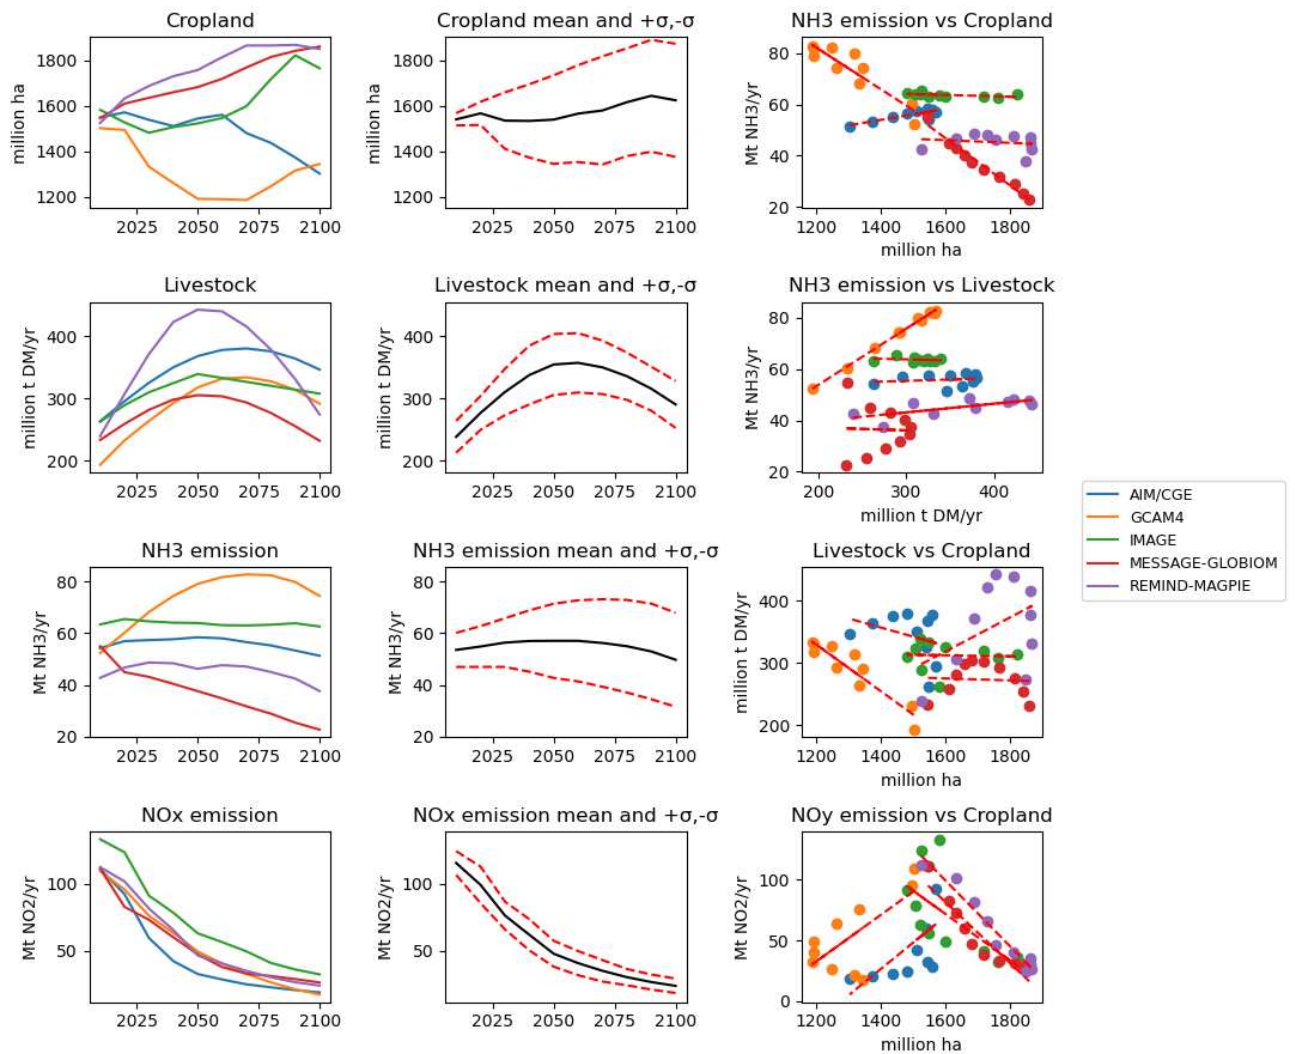 Cropland
Cropland mean and +σ,-σ
NH3 emission vs Cropland
million ha
1800
1600
1400
1200
2025 2050 2075 2100
million ha
1800
1600
1400
1200
2025 2050 2075 2100
Mt NH3/yr
80
60
40
20
1200 1400 1600 1800
million ha
Livestock
Livestock mean and +σ,-σ
NH3 emission vs Livestock
million t DM/yr
400
300
200
2025 2050 2075 2100
million t DM/yr
400
300
200
2025 2050 2075 2100
Mt NH3/yr
80
60
40
20
200 300 400
million t DM/yr
AIM/CGE
GCAM4
IMAGE
MESSAGE-GLOBIOM
REMIND-MAGPIE
NH3 emission
NH3 emission mean and +σ,-σ
Livestock vs Cropland
Mt NH3/yr
80
60
40
20
2025 2050 2075 2100
Mt NH3/yr
80
60
40
20
2025 2050 2075 2100
million t DM/yr
400
300
200
1200 1400 1600 1800
million ha
NOx emission
NOx emission mean and +σ,-σ
NOy emission vs Cropland
Mt NO2/yr
100
50
2025 2050 2075 2100
Mt NO2/yr
100
50
2025 2050 2075 2100
Mt NO2/yr
100
50
0
1200 1400 1600 1800
million ha